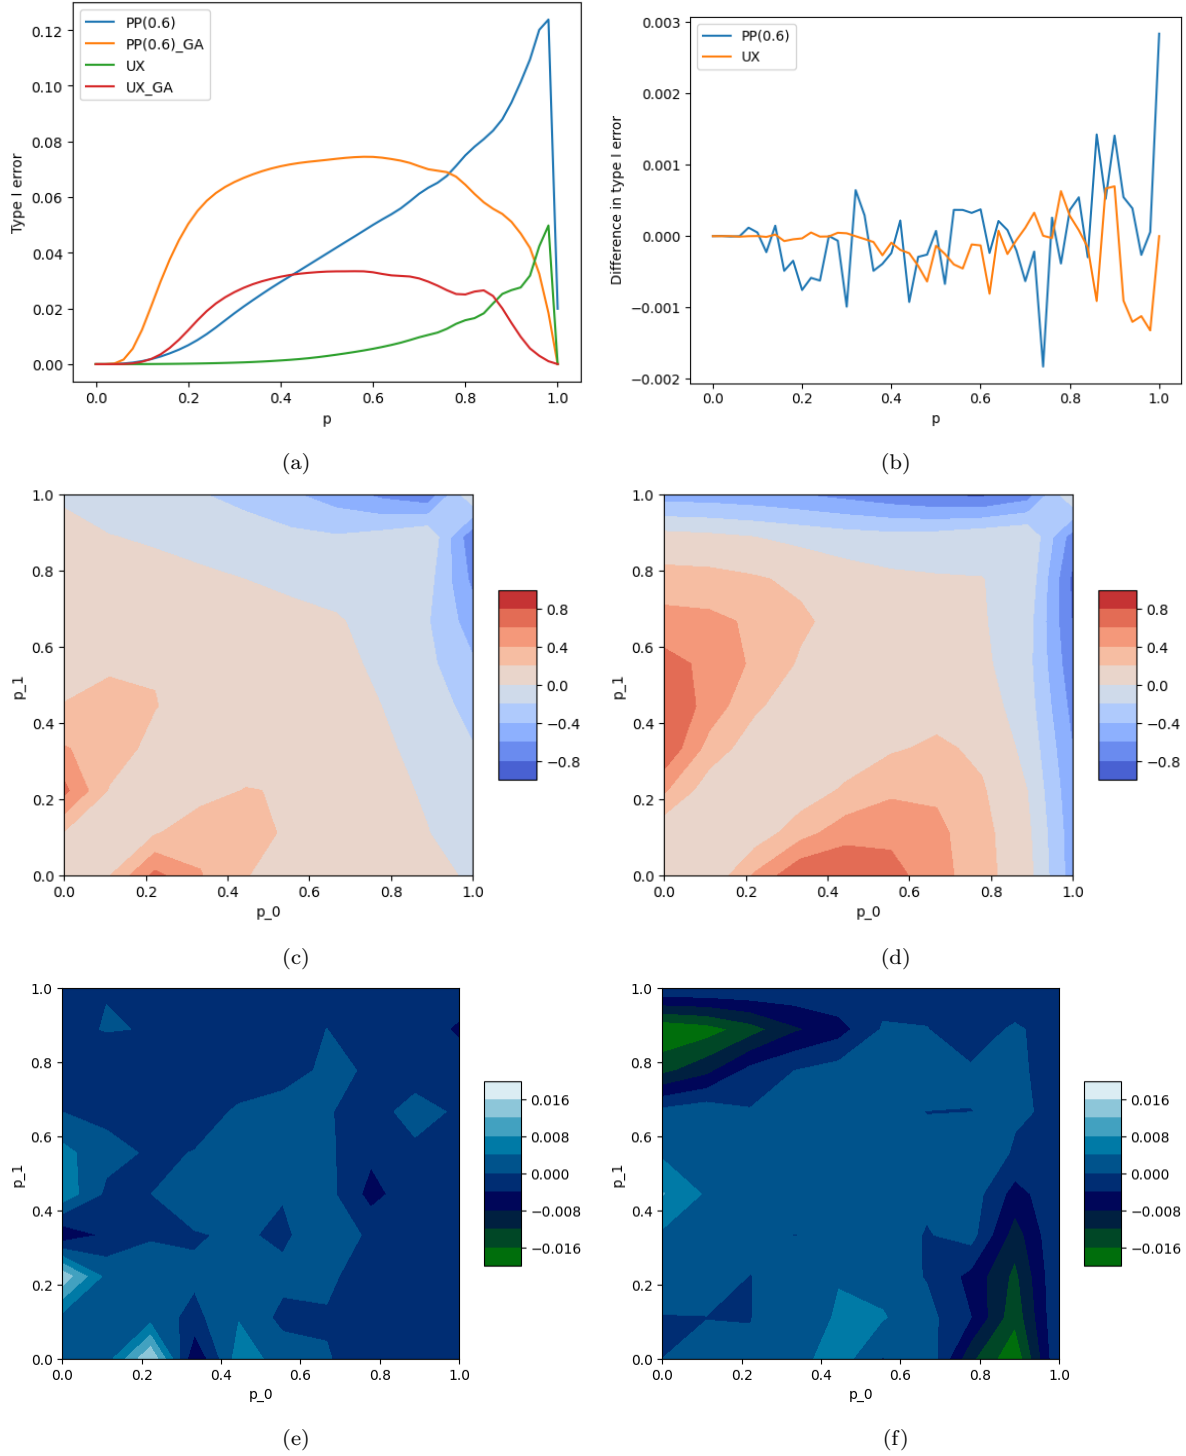 PP(0.6)
PP(0.6)_GA
UX
UX_GA
Type I error
0.12
0.10
0.08
0.06
0.04
0.02
0.00
0.0 0.2 0.4 0.6 0.8 1.0
p
(a)
PP(0.6)
UX
Difference in type I error
0.003
0.002
0.001
0.000
−0.001
−0.002
0.0 0.2 0.4 0.6 0.8 1.0
p
(b)
p_1
1.0
0.8
0.6
0.4
0.2
0.0
0.0 0.2 0.4 0.6 0.8 1.0
p_0
0.8
0.4
0.0
−0.4
−0.8
(c)
p_1
1.0
0.8
0.6
0.4
0.2
0.0
0.0 0.2 0.4 0.6 0.8 1.0
p_0
0.8
0.4
0.0
−0.4
−0.8
(d)
p_1
1.0
0.8
0.6
0.4
0.2
0.0
0.0 0.2 0.4 0.6 0.8 1.0
p_0
0.016
0.008
0.000
−0.008
−0.016
(e)
p_1
1.0
0.8
0.6
0.4
0.2
0.0
0.0 0.2 0.4 0.6 0.8 1.0
p_0
0.016
0.008
0.000
−0.008
−0.016
(f)